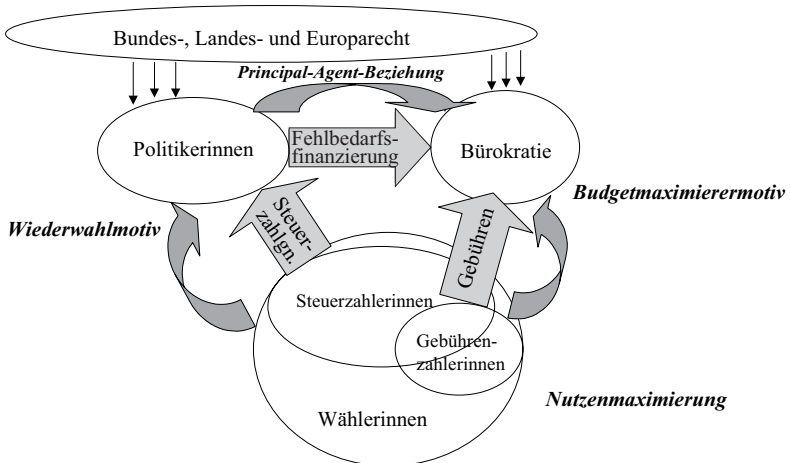 Bundes-, Landes- und Europarecht
Principal-Agent-Beziehung
Politikerinnen
Fehlbedarfs-
finanzierung
Bürokratie
Budgetmaximierermotiv
Wiederwahlmotiv
Steuer-
zahlgn.
Gebühren
Steuerzahlerinnen
Gebühren-
zahlerinnen
Nutzenmaximierung
Wählerinnen